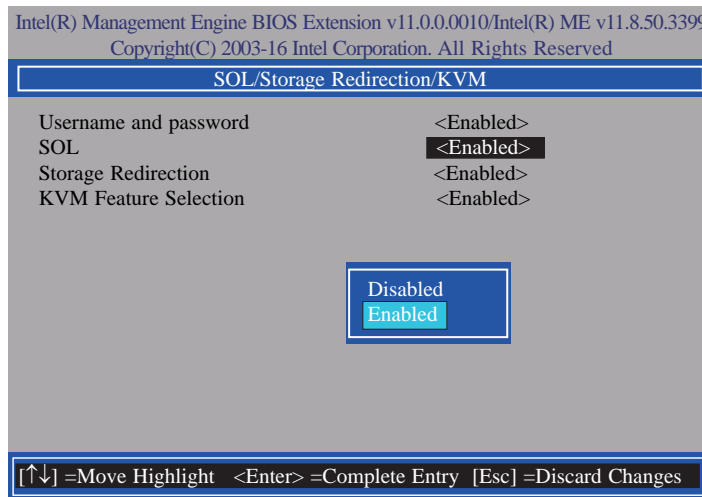 Intel(R) Management Engine BIOS Extension v11.0.0.0010/Intel(R) ME v11.8.50.3399
Copyright(C) 2003-16 Intel Corporation. All Rights Reserved
SOL/Storage Redirection/KVM
Username and password <Enabled>
SOL <Enabled>
Storage Redirection <Enabled>
KVM Feature Selection <Enabled>
Disabled
Enabled
[↑↓] =Move Highlight <Enter> =Complete Entry [Esc] =Discard Changes